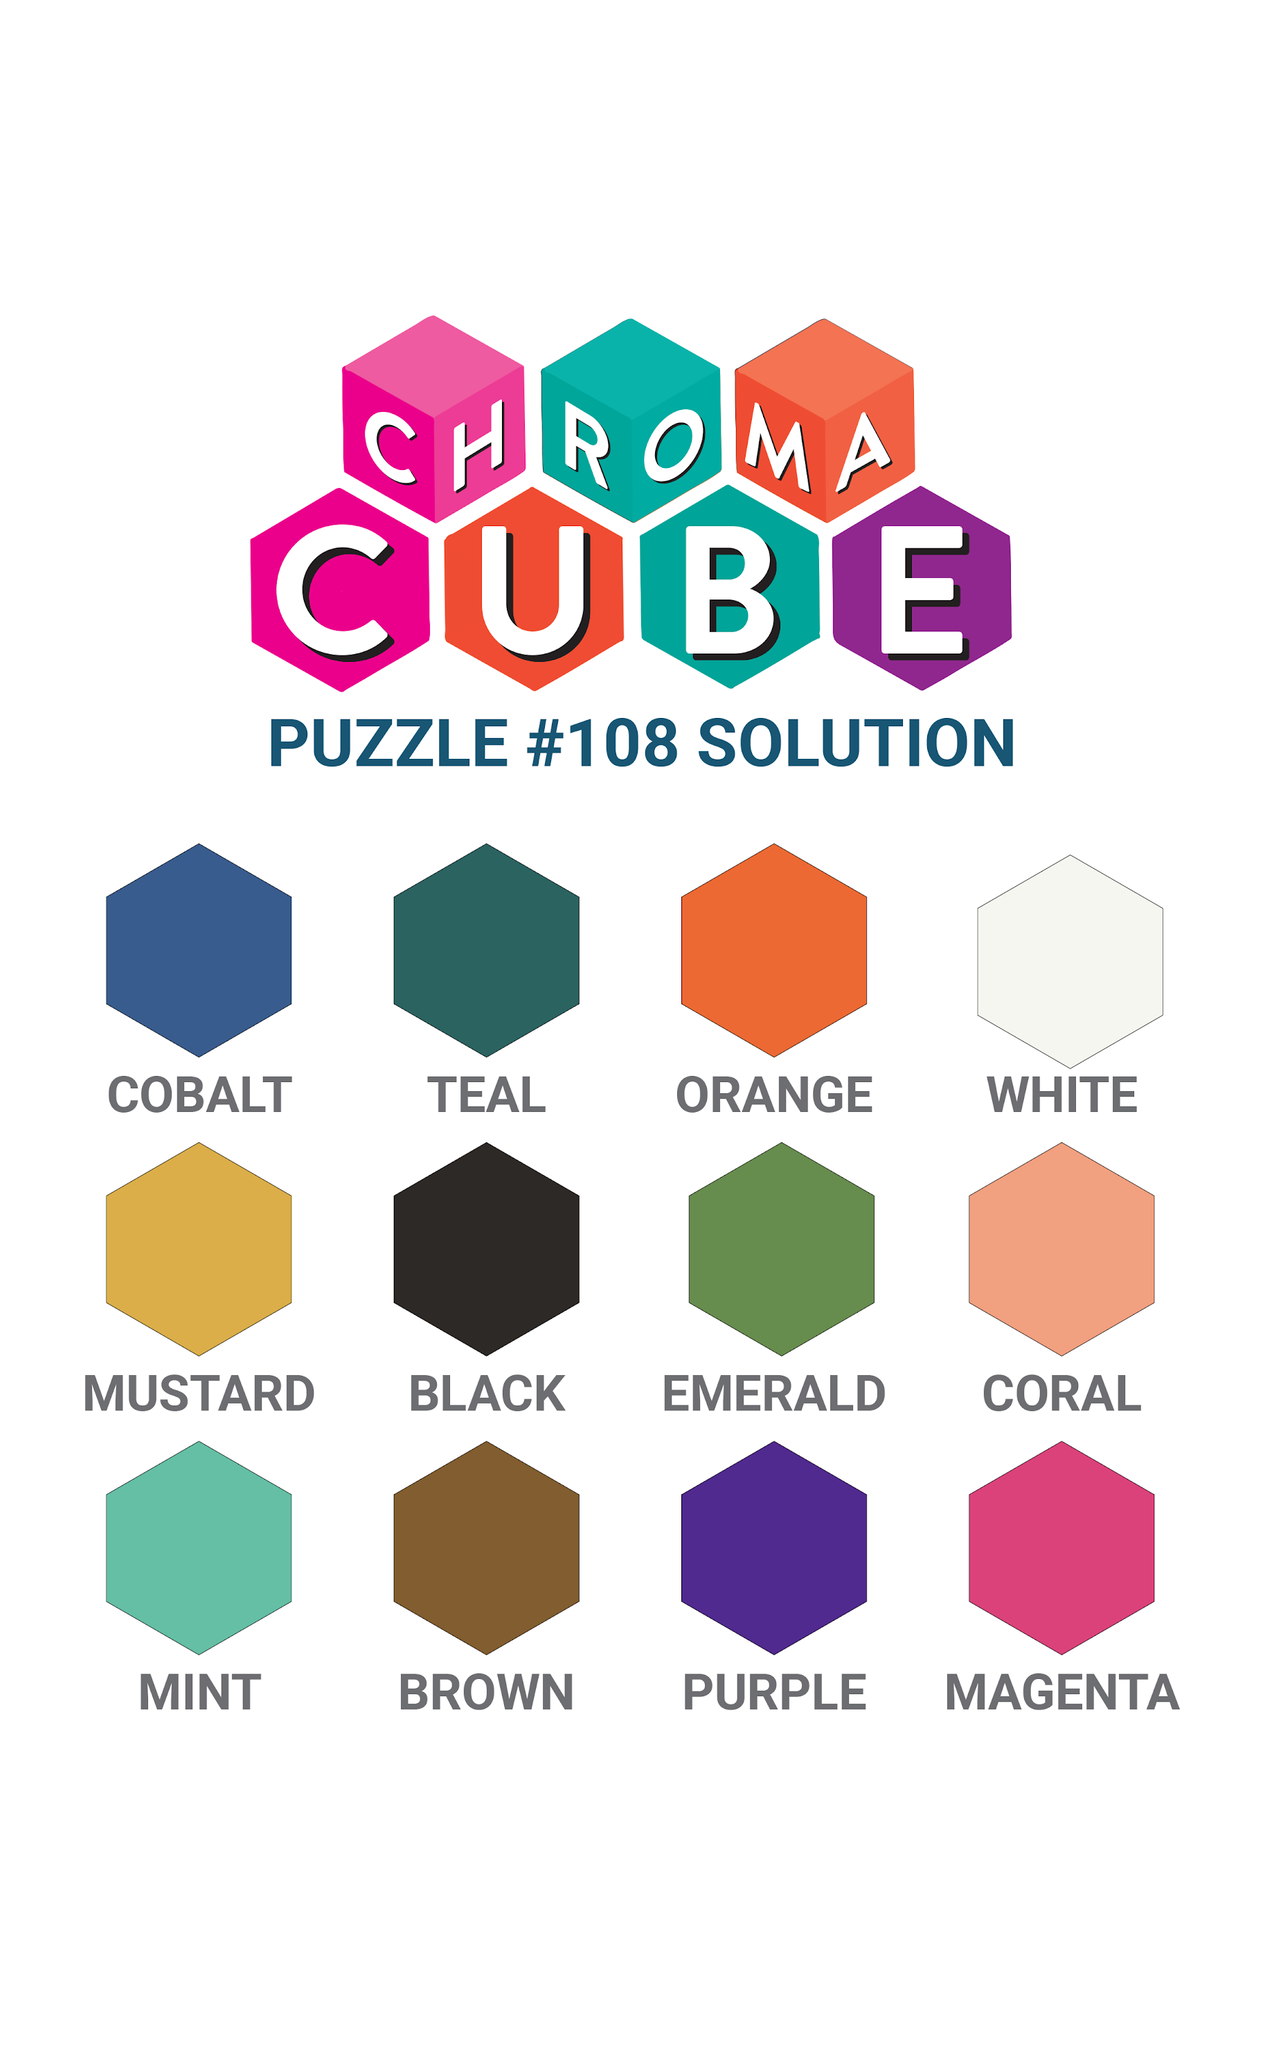 CHROMA
CUBE
PUZZLE #108 SOLUTION
COBALT TEAL ORANGE WHITE
MUSTARD BLACK EMERALD CORAL
MINT BROWN PURPLE MAGENTA